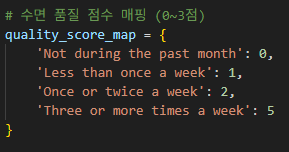 # 수면 품질 점수 매핑 (0~3점)
quality_score_map = {
    'Not during the past month': 0,
    'Less than once a week': 1,
    'Once or twice a week': 2,
    'Three or more times a week': 5
}